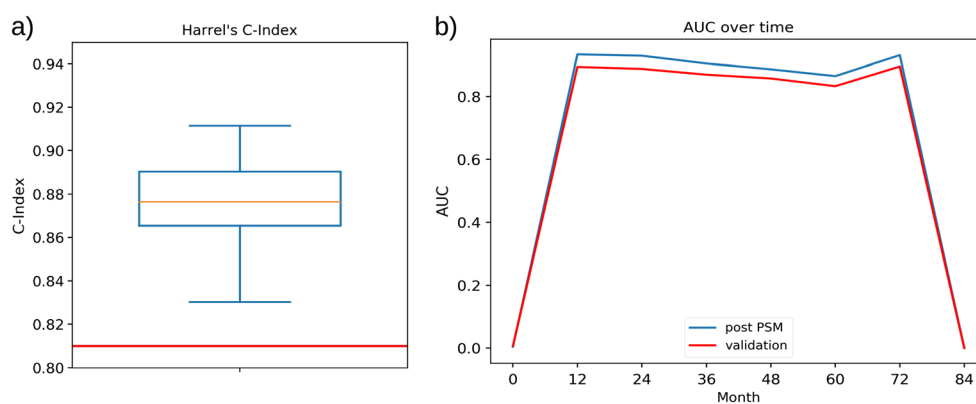 a)
Harrel's C-Index
0.94
0.92
0.90
0.88
0.86
0.84
0.82
0.80
C-Index
b)
AUC over time
0.8
0.6
0.4
0.2
0.0
AUC
post PSM
validation
0 12 24 36 48 60 72 84
Month